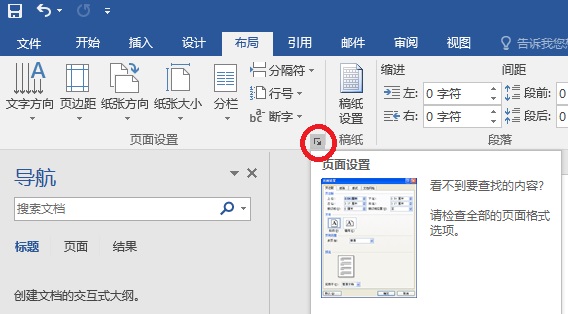 文件 开始 插入 设计 布局 引用 邮件 审阅 视图 告诉我您
文字方向 页边距 纸张方向 纸张大小 分栏
分隔符
行号
断字
页面设置
稿纸
设置
稿纸
缩进 间距
左: 0 字符 段前:
右: 0 字符 段后:
段落
导航
搜索文档
标题 页面 结果
创建文档的交互式大纲。
页面设置
看不到要查找的内容?
请检查全部的页面格式
选项。